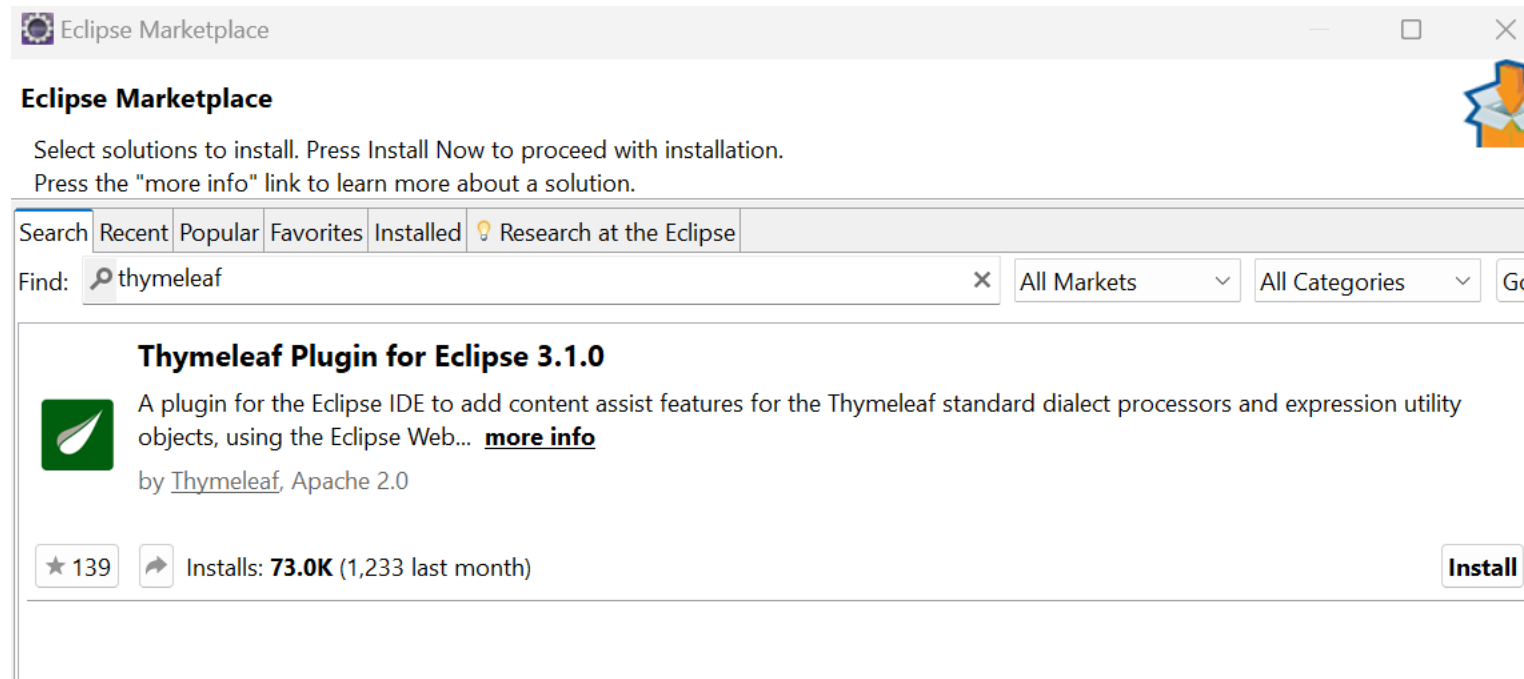 Eclipse Marketplace
Eclipse Marketplace
Select solutions to install. Press Install Now to proceed with installation.
Press the "more info" link to learn more about a solution.
Search Recent Popular Favorites Installed Research at the Eclipse
Find: thymeleaf All Markets All Categories
Thymeleaf Plugin for Eclipse 3.1.0
A plugin for the Eclipse IDE to add content assist features for the Thymeleaf standard dialect processors and expression utility
objects, using the Eclipse Web... more info
by Thymeleaf, Apache 2.0
139 Installs: 73.0K (1,233 last month) Install